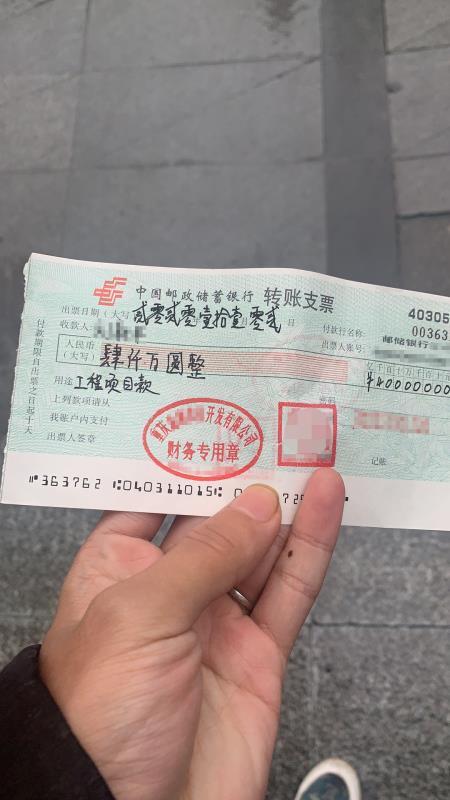 中国邮政储蓄银行 转账支票
40305
00363
出票日期(大写) 贰零贰零 壹拾壹 零贰 日
付款行名称:
收款人:
出票人账号:
邮储银行
人民币
(大写)
肆仟万圆整
亿千百十万千百十
¥400000000
用途 工程项目款
密码
上列款项请从
我账户内支付
出票人签章
记账
付款期限自出票之日起十天
开发有限公司
财务专用章
⑈363762 ⑆040311015⑆